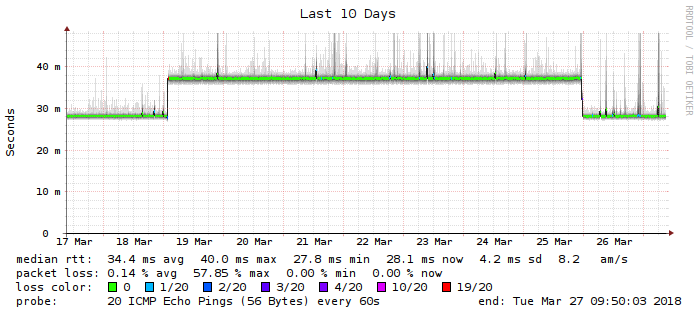 Last 10 Days
RRDTOOL / TOBI OETIKER
Seconds
40 m
30 m
20 m
10 m
0
17 Mar 18 Mar 19 Mar 20 Mar 21 Mar 22 Mar 23 Mar 24 Mar 25 Mar 26 Mar
median rtt: 34.4 ms avg 40.0 ms max 27.8 ms min 28.1 ms now 4.2 ms sd 8.2 am/s
packet loss: 0.14 % avg 57.85 % max 0.00 % min 0.00 % now
loss color: 0 1/20 2/20 3/20 4/20 10/20 19/20
probe: 20 ICMP Echo Pings (56 Bytes) every 60s end: Tue Mar 27 09:50:03 2018